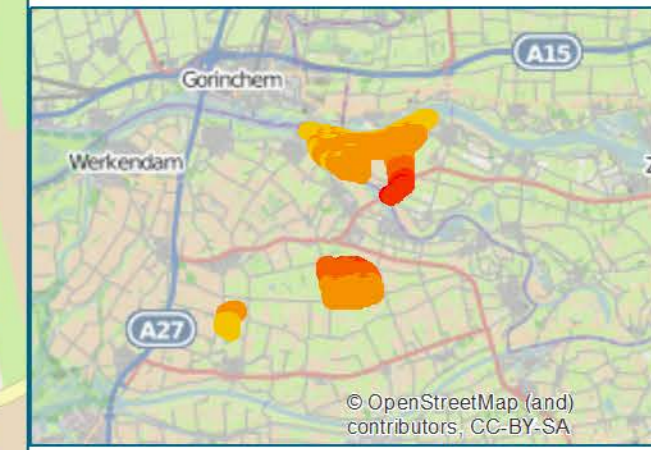 A15
Gorinchem
Werkendam
Z
A27
© OpenStreetMap (and)
contributors, CC-BY-SA